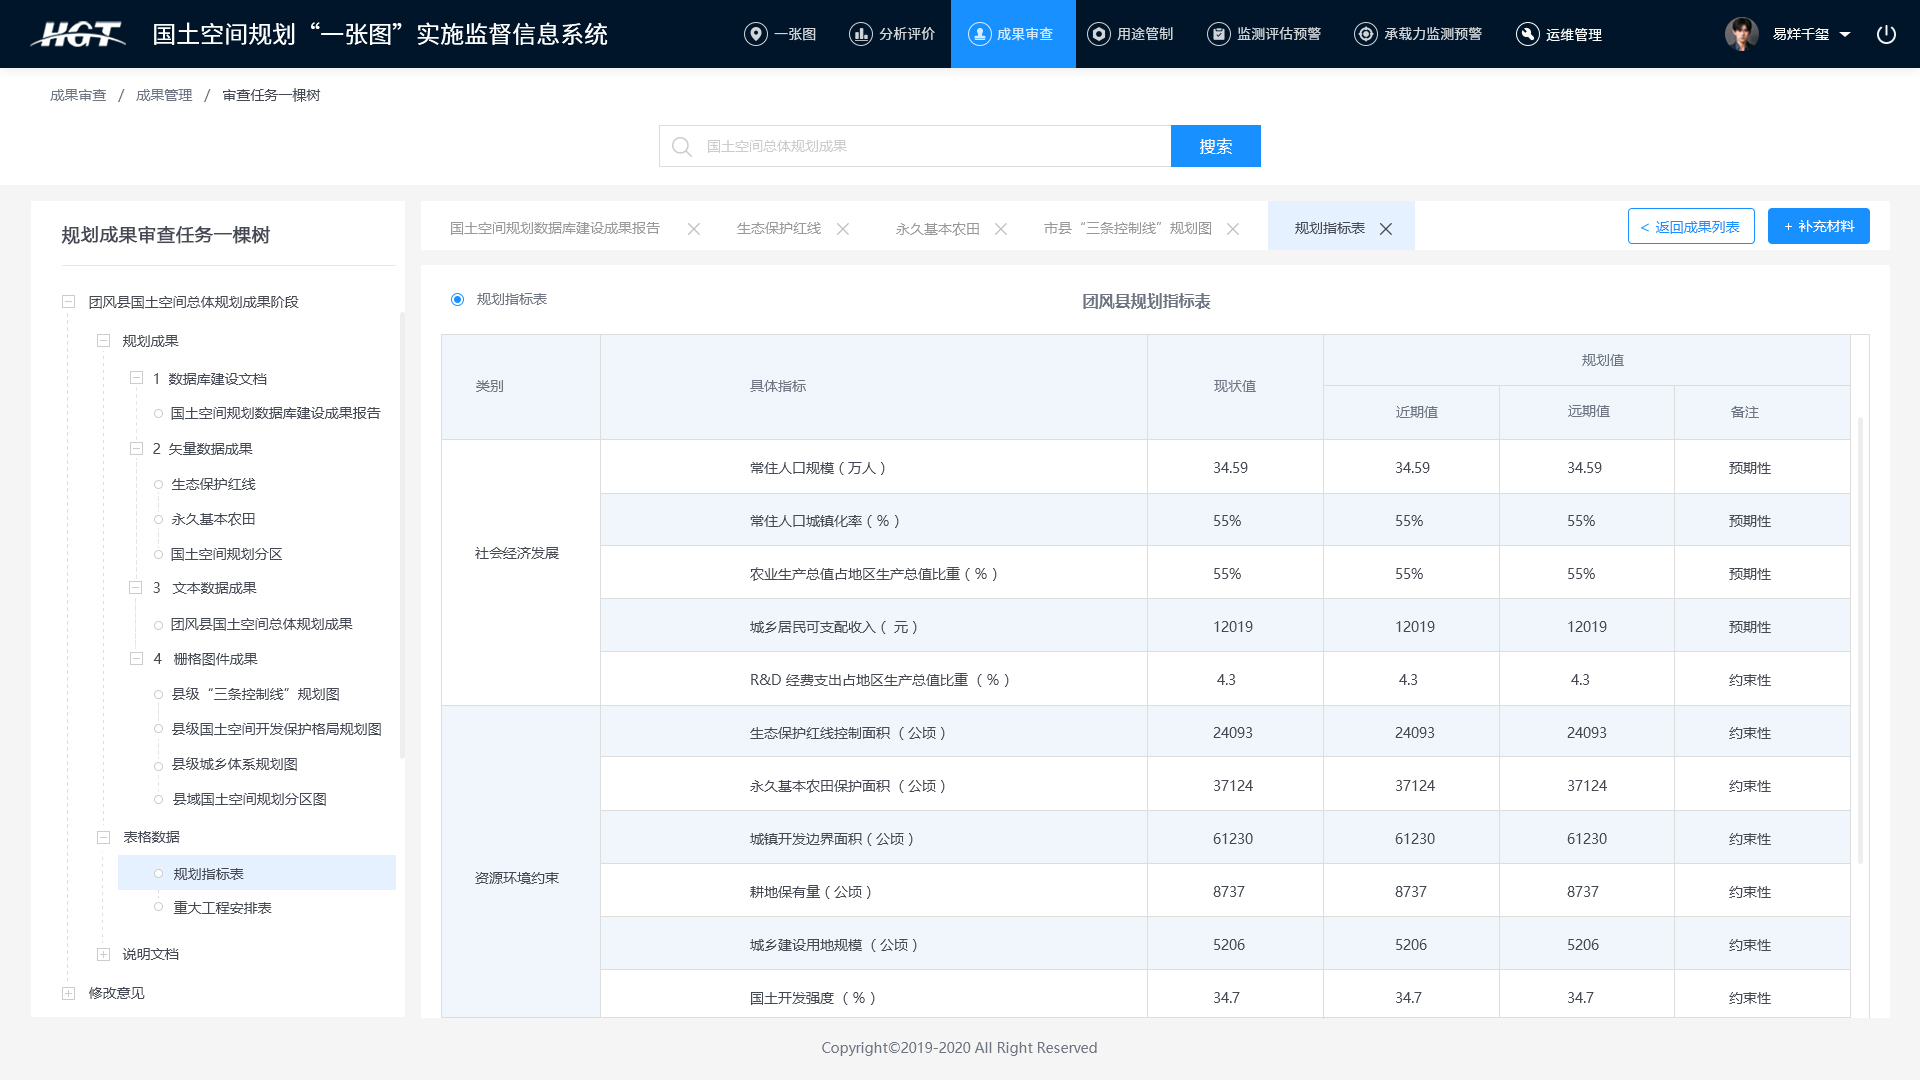 HGT 国土空间规划“一张图”实施监督信息系统 一张图 分析评价 成果审查 用途管制 监测评估预警 承载力监测预警 运维管理 易烊千玺
成果审查 / 成果管理 / 审查任务一棵树
国土空间总体规划成果 搜索
规划成果审查任务一棵树
团风县国土空间总体规划成果阶段
规划成果
1 数据库建设文档
国土空间规划数据库建设成果报告
2 矢量数据成果
生态保护红线
永久基本农田
国土空间规划分区
3 文本数据成果
团风县国土空间总体规划成果
4 栅格图件成果
县级“三条控制线”规划图
县级国土空间开发保护格局规划图
县级城乡体系规划图
县域国土空间规划分区图
表格数据
规划指标表
重大工程安排表
说明文档
修改意见
国土空间规划数据库建设成果报告 生态保护红线 永久基本农田 市县“三条控制线”规划图 规划指标表 < 返回成果列表 + 补充材料
规划指标表 团风县规划指标表
类别 具体指标 现状值 规划值
近期值 远期值 备注
社会经济发展
常住人口规模（万人） 34.59 34.59 34.59 预期性
常住人口城镇化率（%） 55% 55% 55% 预期性
农业生产总值占地区生产总值比重（%） 55% 55% 55% 预期性
城乡居民可支配收入（ 元） 12019 12019 12019 预期性
R&D 经费支出占地区生产总值比重 （%） 4.3 4.3 4.3 约束性
资源环境约束
生态保护红线控制面积 （公顷） 24093 24093 24093 约束性
永久基本农田保护面积 （公顷） 37124 37124 37124 约束性
城镇开发边界面积（公顷） 61230 61230 61230 约束性
耕地保有量（公顷） 8737 8737 8737 约束性
城乡建设用地规模 （公顷） 5206 5206 5206 约束性
国土开发强度 （%） 34.7 34.7 34.7 约束性
Copyright©2019-2020 All Right Reserved